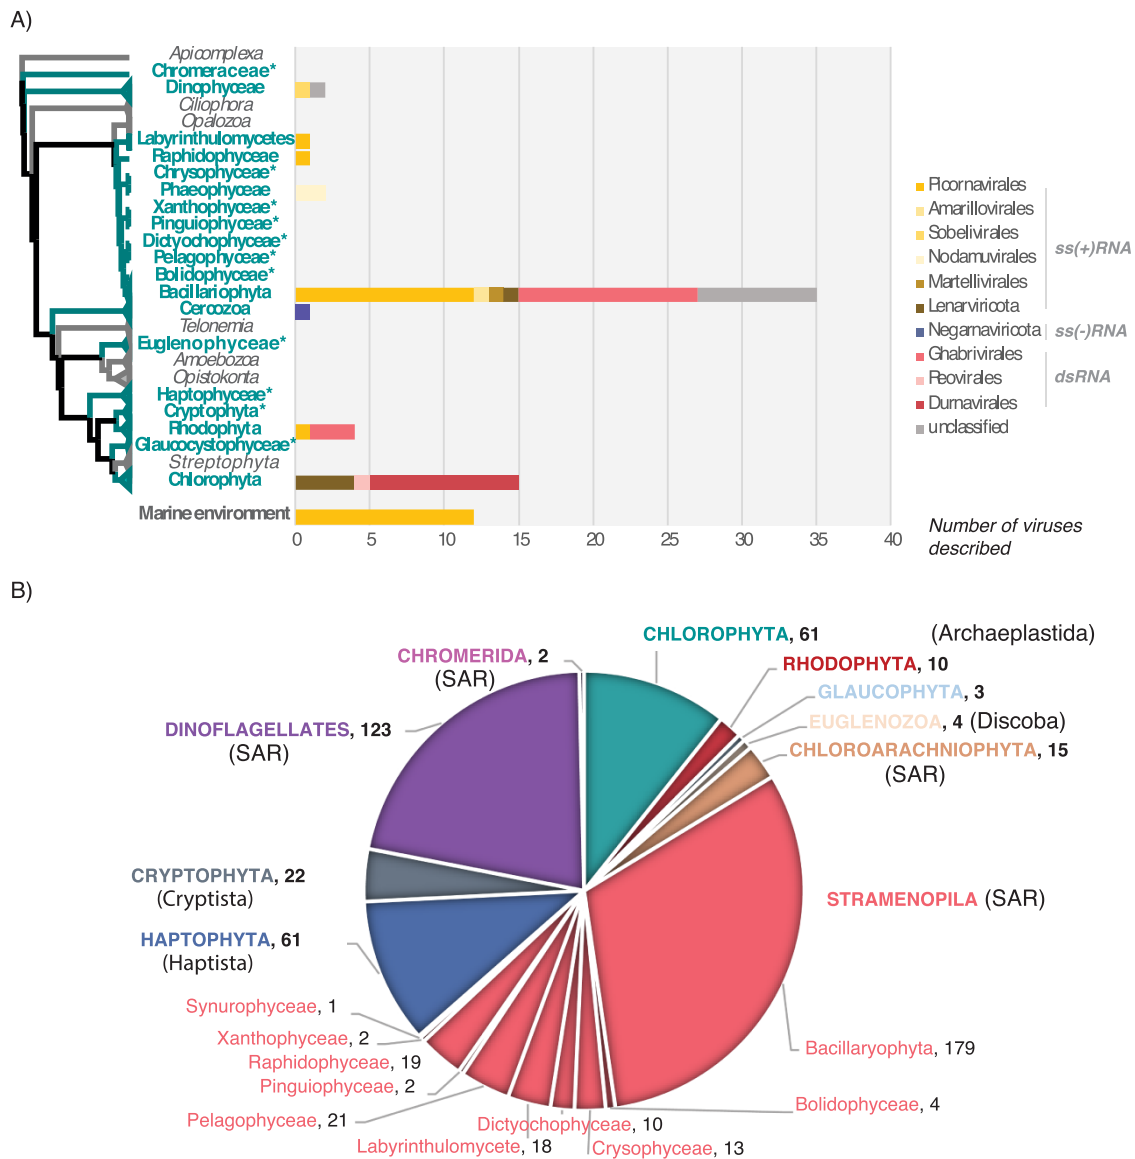 A)
Apicomplexa
Chromeraceae*
Dinophyceae
Ciliophora
Opalozoa
Labyrinthulomycetes
Raphidophyceae
Chrysophyceae*
Phaeophyceae
Xanthophyceae*
Pinguiophyceae*
Dictyochophyceae*
Pelagophyceae*
Bolidophyceae*
Bacillariophyta
Cercozoa
Telonemia
Euglenophyceae*
Amoebozoa
Opistokonta
Haptophyceae*
Cryptophyta*
Rhodophyta
Glaucocystophyceae*
Streptophyta
Chlorophyta
Marine environment
0 5 10 15 20 25 30 35 40
Number of viruses
described
Picornavirales
Amarillovirales
Sobelivirales
Nodamuvirales
Martellivirales
Lenarviricota
ss(+)RNA
Negarnaviricota
ss(-)RNA
Ghabrivirales
Reovirales
Durnavirales
dsRNA
unclassified
B)
CHLOROPHYTA, 61
(Archaeplastida)
RHODOPHYTA, 10
GLAUCOPHYTA, 3
EUGLENOZOA, 4 (Discoba)
CHLOROARACHNIOPHYTA, 15
(SAR)
CHROMERIDA, 2
(SAR)
DINOFLAGELLATES, 123
(SAR)
CRYPTOPHYTA, 22
(Cryptista)
HAPTOPHYTA, 61
(Haptista)
STRAMENOPILA (SAR)
Synurophyceae, 1
Xanthophyceae, 2
Raphidophyceae, 19
Pinguiophyceae, 2
Pelagophyceae, 21
Labyrinthulomycete, 18
Dictyochophyceae, 10
Crysophyceae, 13
Bolidophyceae, 4
Bacillaryophyta, 179